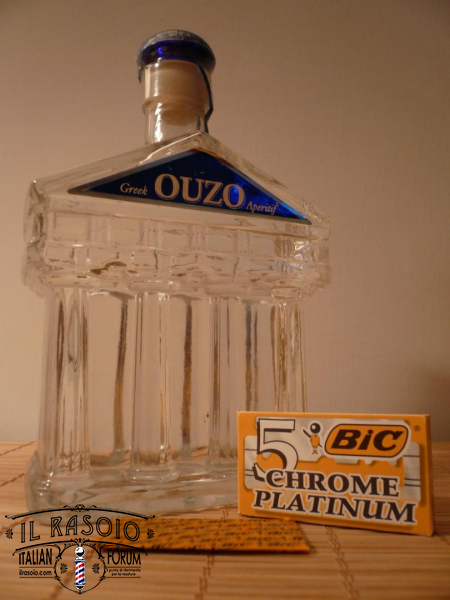 Greek OUZO Aperitif
5 BiC
CHROME
PLATINUM
IL RASOIO
ITALIAN FORUM
ilrasoio.com